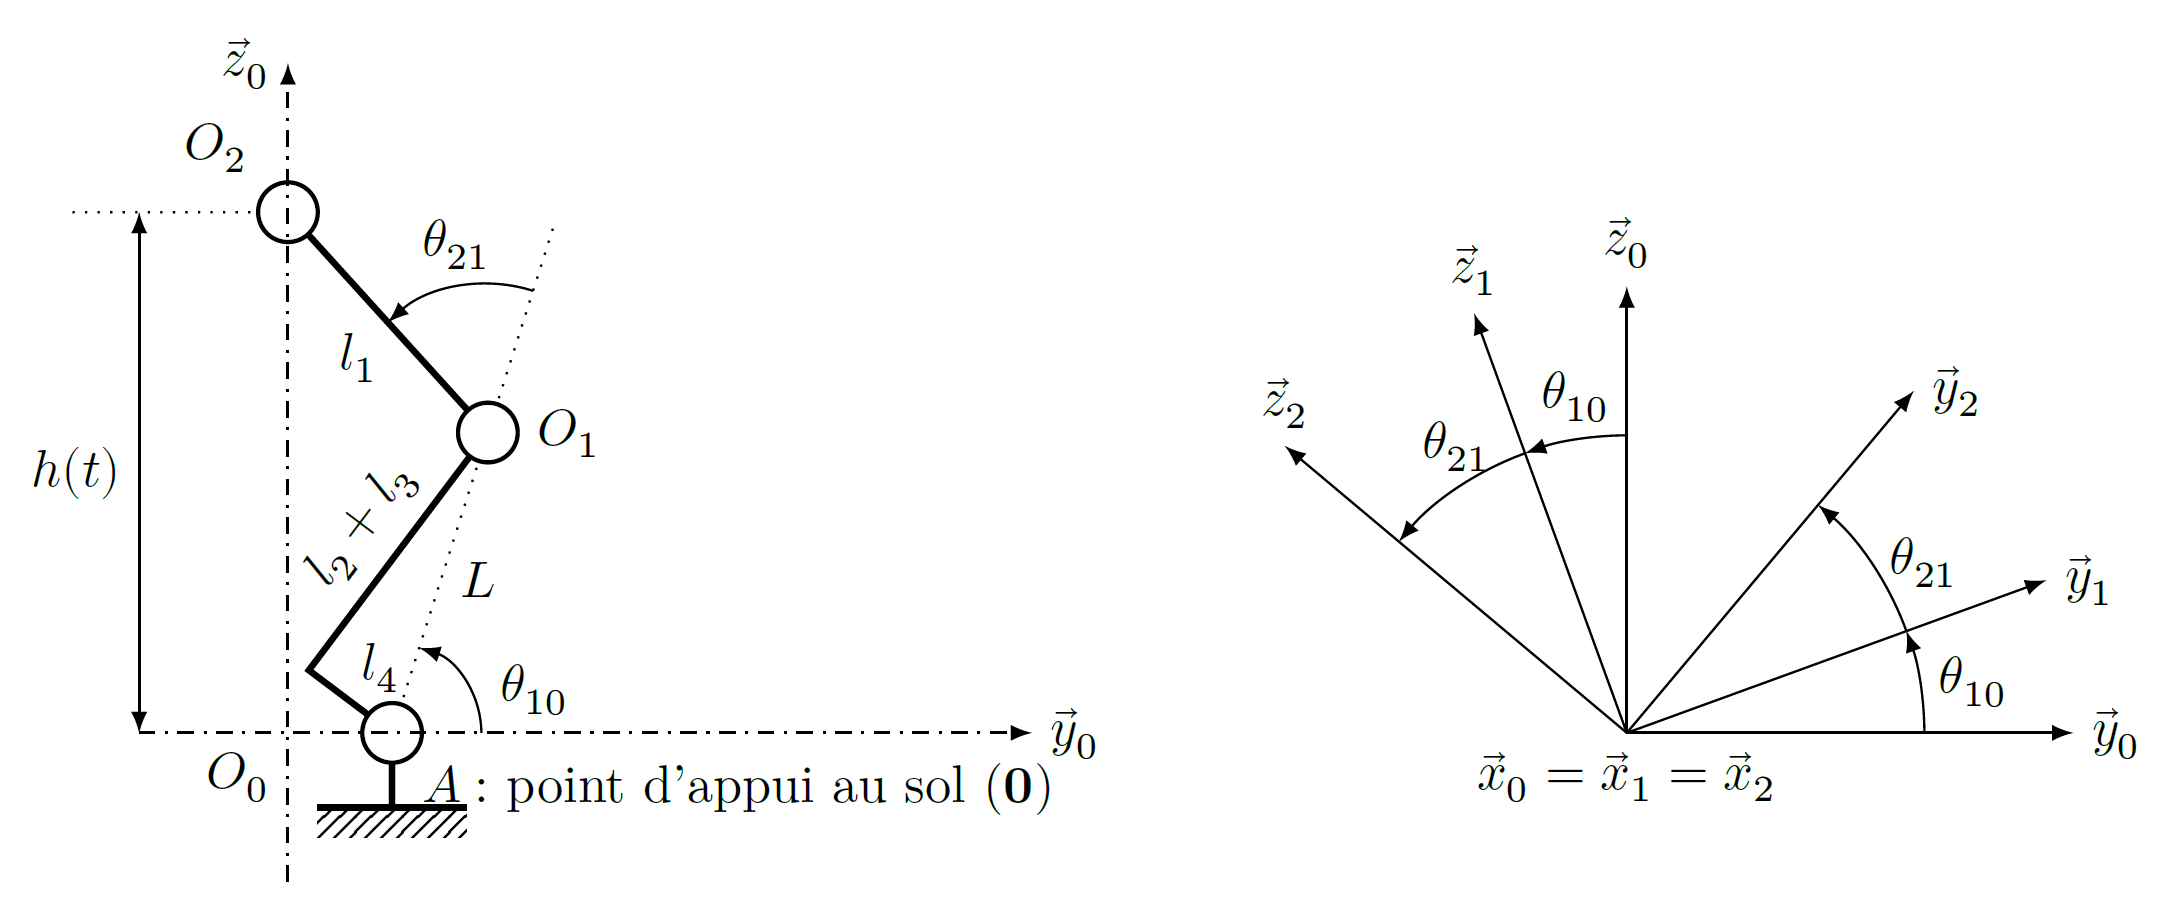 $\vec{z}_0$
$O_2$
$\theta_{21}$
$l_1$
$O_1$
$h(t)$
$l_2 + l_3$
$L$
$l_4$
$\theta_{10}$
$\vec{y}_0$
$O_0$
$A$ : point d'appui au sol ($\mathbf{0}$)
$\vec{z}_0$
$\vec{z}_1$
$\vec{z}_2$
$\theta_{10}$
$\theta_{21}$
$\vec{y}_2$
$\theta_{21}$
$\vec{y}_1$
$\theta_{10}$
$\vec{y}_0$
$\vec{x}_0 = \vec{x}_1 = \vec{x}_2$